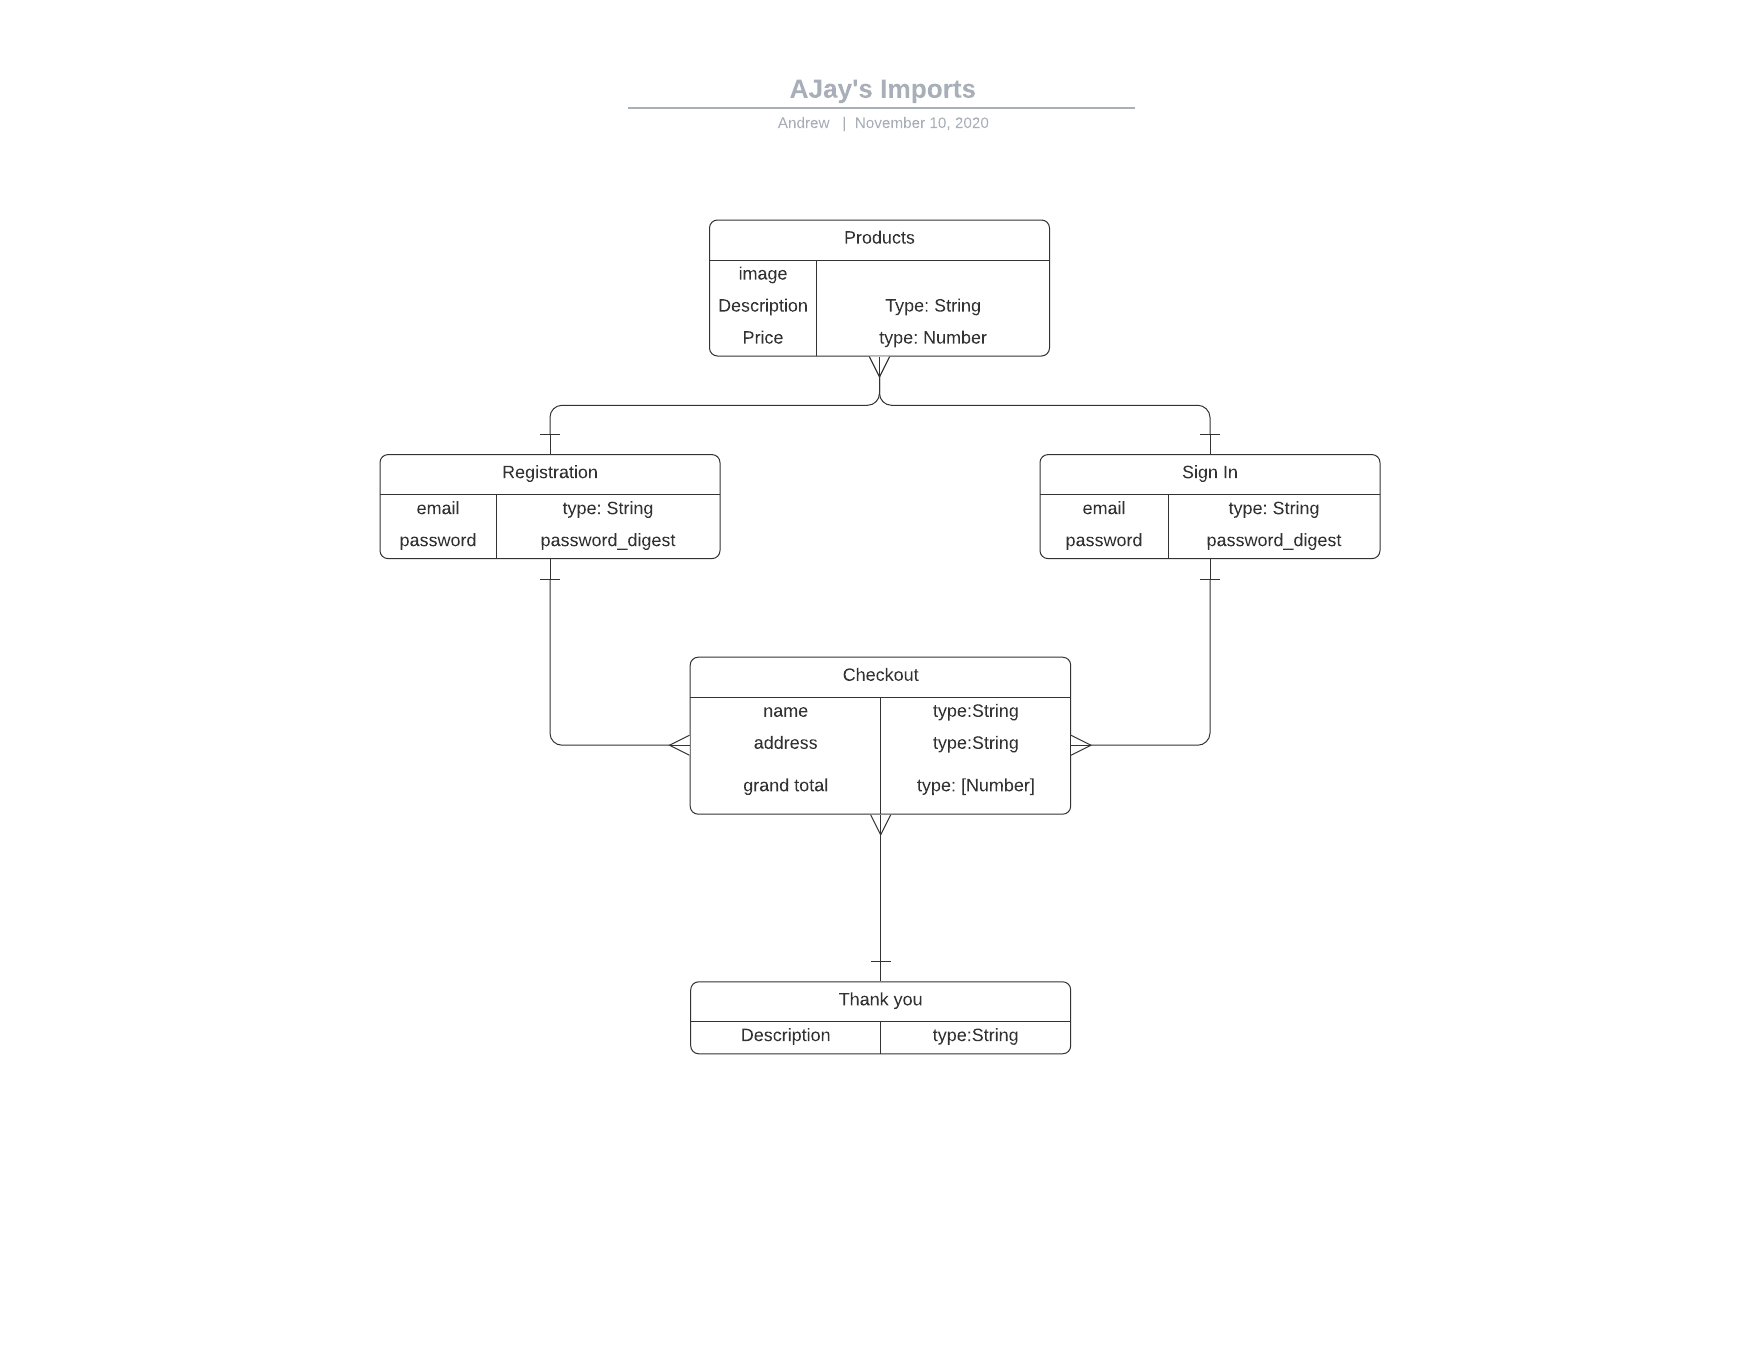 AJay's Imports
Andrew | November 10, 2020
Products
image
Description Type: String
Price type: Number
Registration
email type: String
password password_digest
Sign In
email type: String
password password_digest
Checkout
name type:String
address type:String
grand total type: [Number]
Thank you
Description type:String